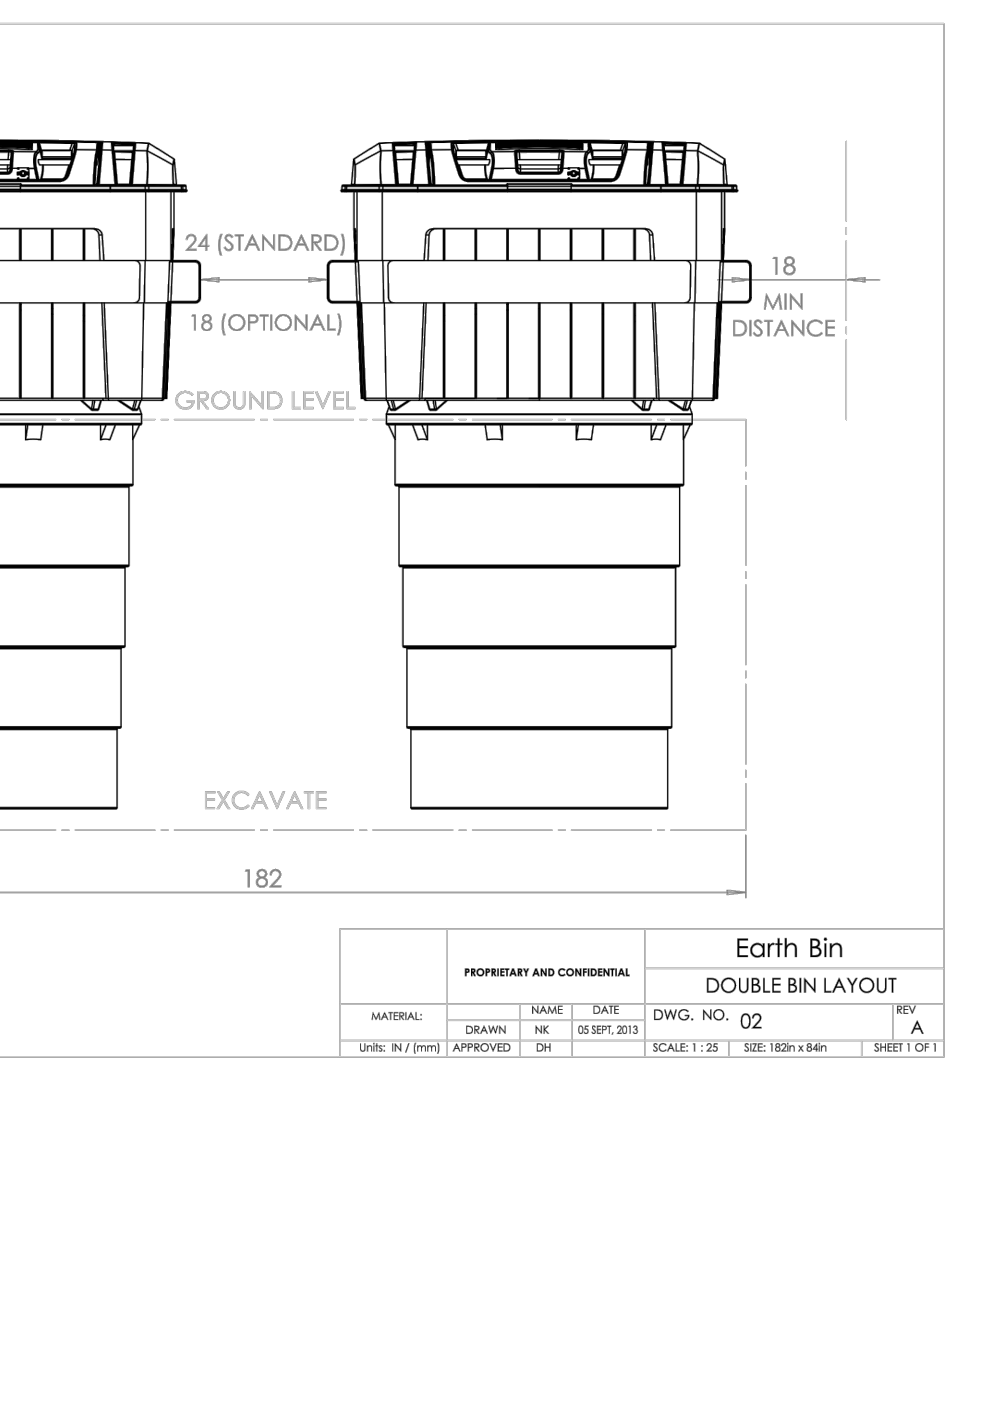 24 (STANDARD)
18 (OPTIONAL)
18
MIN
DISTANCE
GROUND LEVEL
EXCAVATE
182
Earth Bin
PROPRIETARY AND CONFIDENTIAL
DOUBLE BIN LAYOUT
MATERIAL:
NAME DATE
DWG. NO. 02
REV
A
DRAWN NK 05 SEPT, 2013
Units: IN / (mm) APPROVED DH
SCALE: 1 : 25 SIZE: 182in x 84in SHEET 1 OF 1